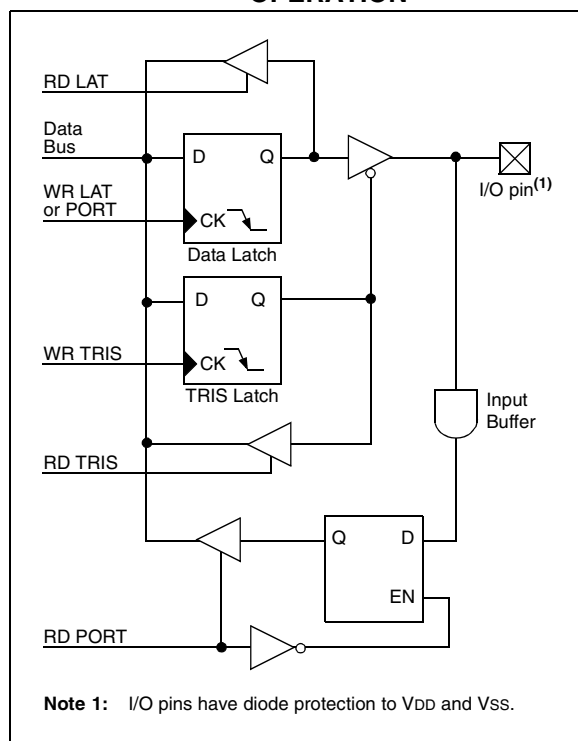 OPERATION
RD LAT
Data
Bus
WR LAT
or PORT
D Q
CK
Data Latch
I/O pin(1)
D Q
CK
TRIS Latch
WR TRIS
Input
Buffer
RD TRIS
Q D
EN
RD PORT
Note 1: I/O pins have diode protection to VDD and VSS.